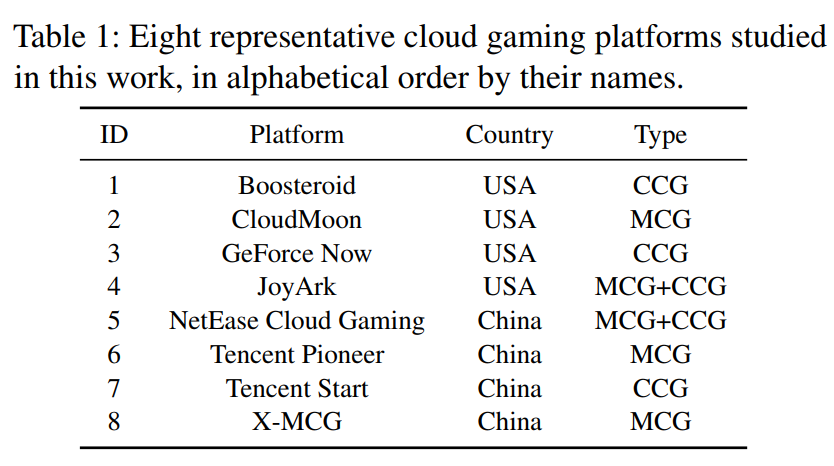 Table 1: Eight representative cloud gaming platforms studied
in this work, in alphabetical order by their names.
ID Platform Country Type
1 Boosteroid USA CCG
2 CloudMoon USA MCG
3 GeForce Now USA CCG
4 JoyArk USA MCG+CCG
5 NetEase Cloud Gaming China MCG+CCG
6 Tencent Pioneer China MCG
7 Tencent Start China CCG
8 X-MCG China MCG